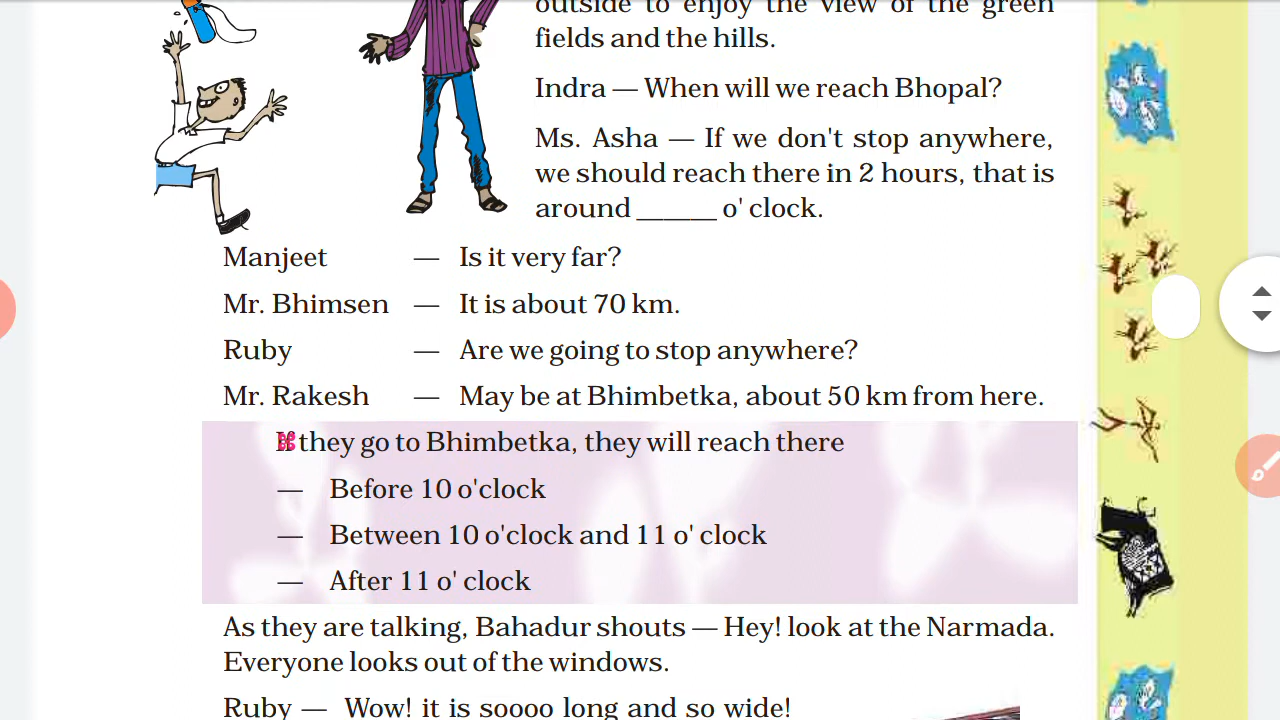 outside to enjoy the view of the green
fields and the hills.
Indra — When will we reach Bhopal?
Ms. Asha — If we don't stop anywhere,
we should reach there in 2 hours, that is
around ______ o' clock.
Manjeet — Is it very far?
Mr. Bhimsen — It is about 70 km.
Ruby — Are we going to stop anywhere?
Mr. Rakesh — May be at Bhimbetka, about 50 km from here.
If they go to Bhimbetka, they will reach there
— Before 10 o'clock
— Between 10 o'clock and 11 o' clock
— After 11 o' clock
As they are talking, Bahadur shouts — Hey! look at the Narmada.
Everyone looks out of the windows.
Ruby — Wow! it is soooo long and so wide!